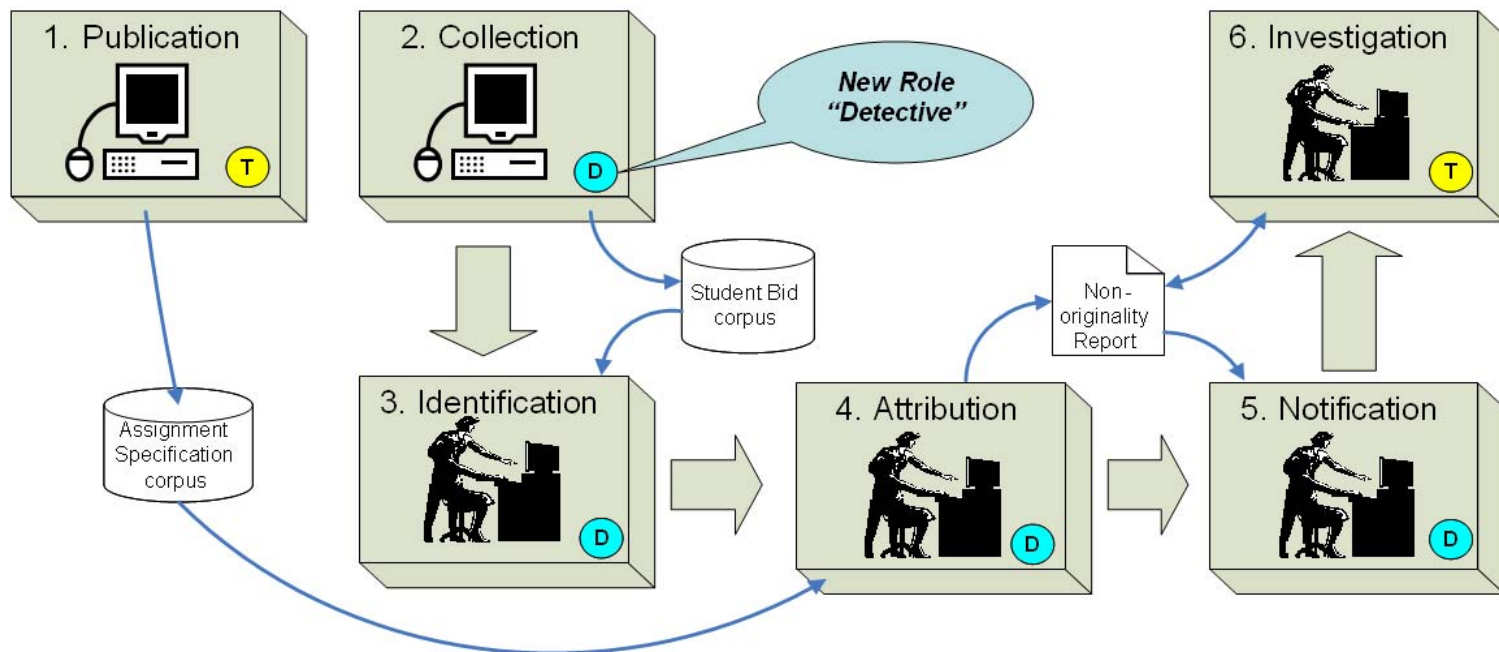 1. Publication
T
2. Collection
D
New Role
“Detective”
6. Investigation
T
Student Bid
corpus
Non-
originality
Report
Assignment
Specification
corpus
3. Identification
D
4. Attribution
D
5. Notification
D